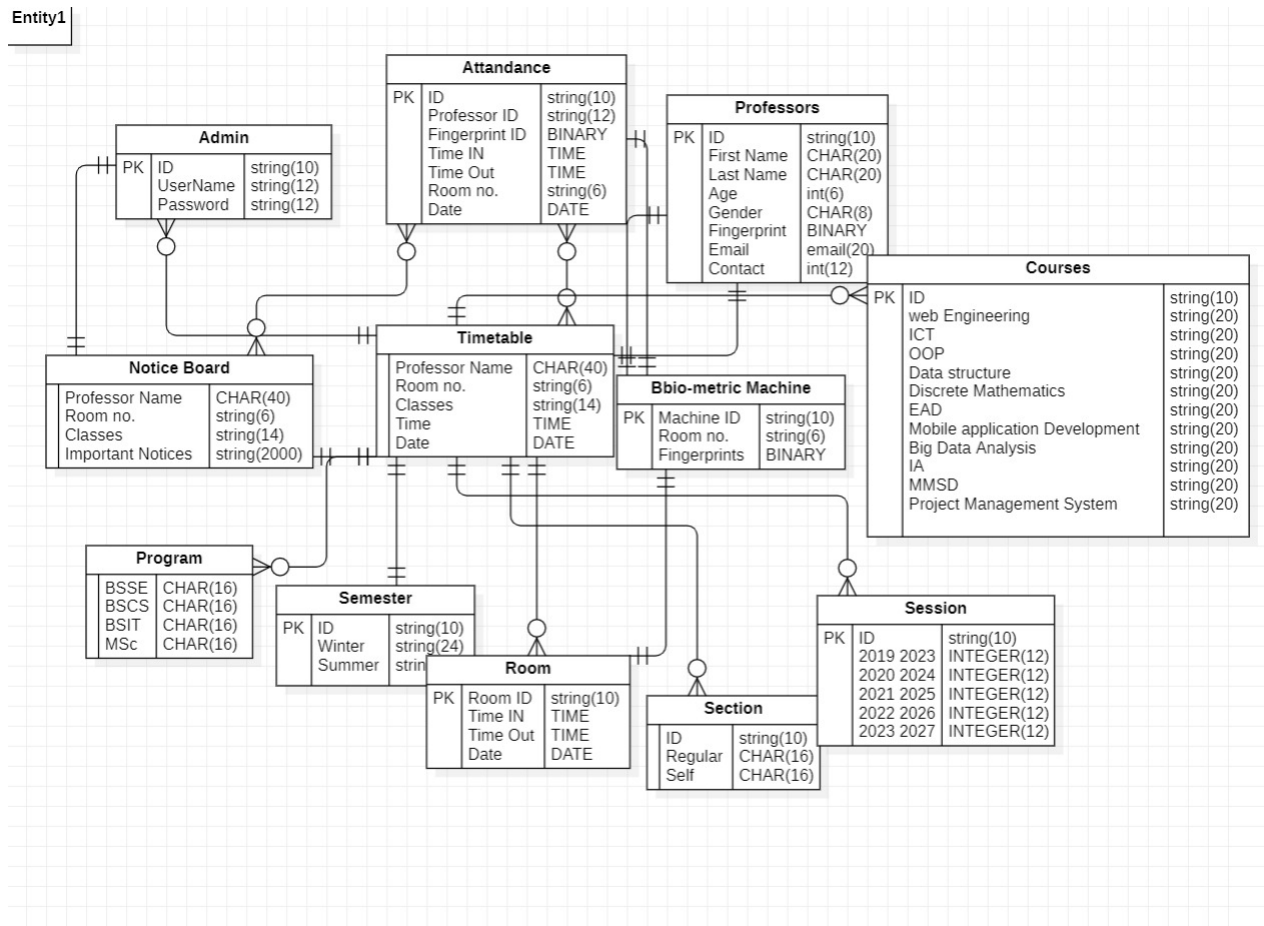 Entity1
Attandance
PK ID string(10)
Professor ID string(12)
Fingerprint ID BINARY
Time IN TIME
Time Out TIME
Room no. string(6)
Date DATE
Professors
PK ID string(10)
First Name CHAR(20)
Last Name CHAR(20)
Age int(6)
Gender CHAR(8)
Fingerprint BINARY
Email email(20)
Contact int(12)
Admin
PK ID string(10)
UserName string(12)
Password string(12)
Courses
PK ID string(10)
web Engineering string(20)
ICT string(20)
OOP string(20)
Data structure string(20)
Discrete Mathematics string(20)
EAD string(20)
Mobile application Development string(20)
Big Data Analysis string(20)
IA string(20)
MMSD string(20)
Project Management System string(20)
Timetable
Professor Name CHAR(40)
Room no. string(6)
Classes string(14)
Time TIME
Date DATE
Notice Board
Professor Name CHAR(40)
Room no. string(6)
Classes string(14)
Important Notices string(2000)
Bbio-metric Machine
PK Machine ID string(10)
Room no. string(6)
Fingerprints BINARY
Program
BSSE CHAR(16)
BSCS CHAR(16)
BSIT CHAR(16)
MSc CHAR(16)
Semester
PK ID string(10)
Winter string(24)
Summer
Room
PK Room ID string(10)
Time IN TIME
Time Out TIME
Date DATE
Section
ID string(10)
Regular CHAR(16)
Self CHAR(16)
Session
PK ID string(10)
2019 2023 INTEGER(12)
2020 2024 INTEGER(12)
2021 2025 INTEGER(12)
2022 2026 INTEGER(12)
2023 2027 INTEGER(12)